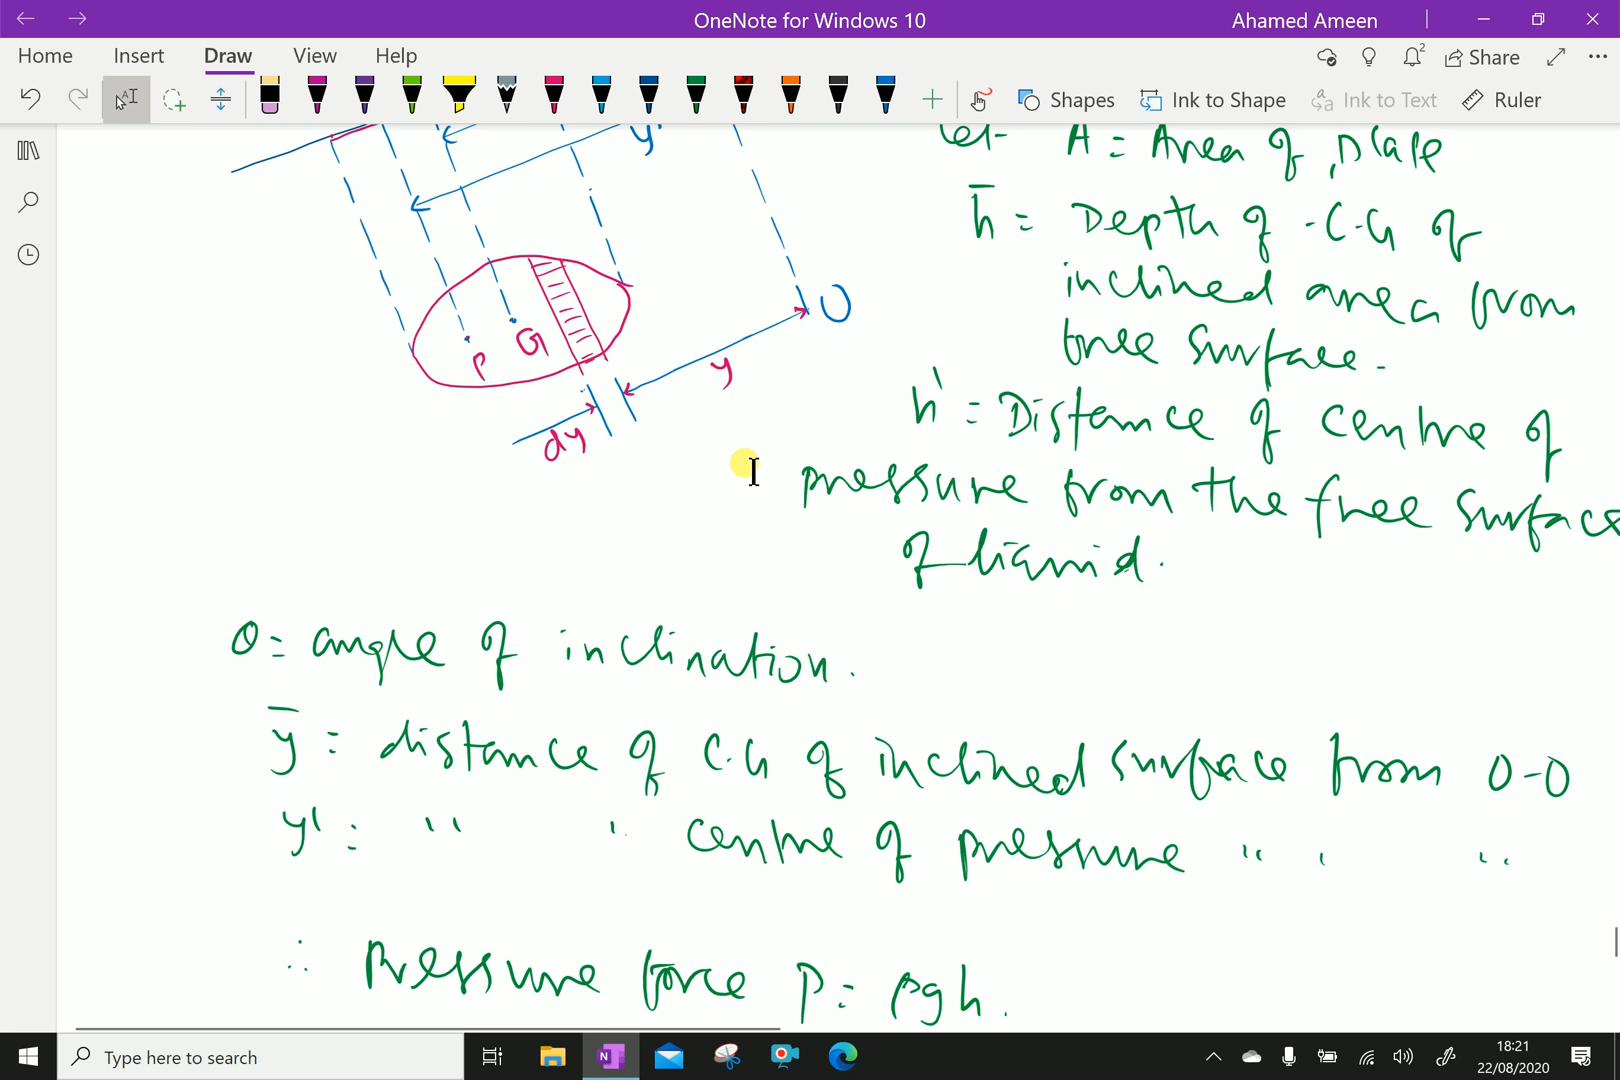 OneNote for Windows 10
Ahamed Ameen
Home Insert Draw View Help
Share
Shapes Ink to Shape Ink to Text Ruler
let A = Area of plate
h̄ = Depth of C.G of
inclined area from
free surface.
h' = Distance of centre of
pressure from the free surface
of liquid.
y'
P G
O
y
dy
θ = angle of inclination.
ȳ = distance of C.G of inclined surface from O-O
y' = " " centre of pressure " " "
∴ Pressure force P = ρgh.
Type here to search
18:21
22/08/2020